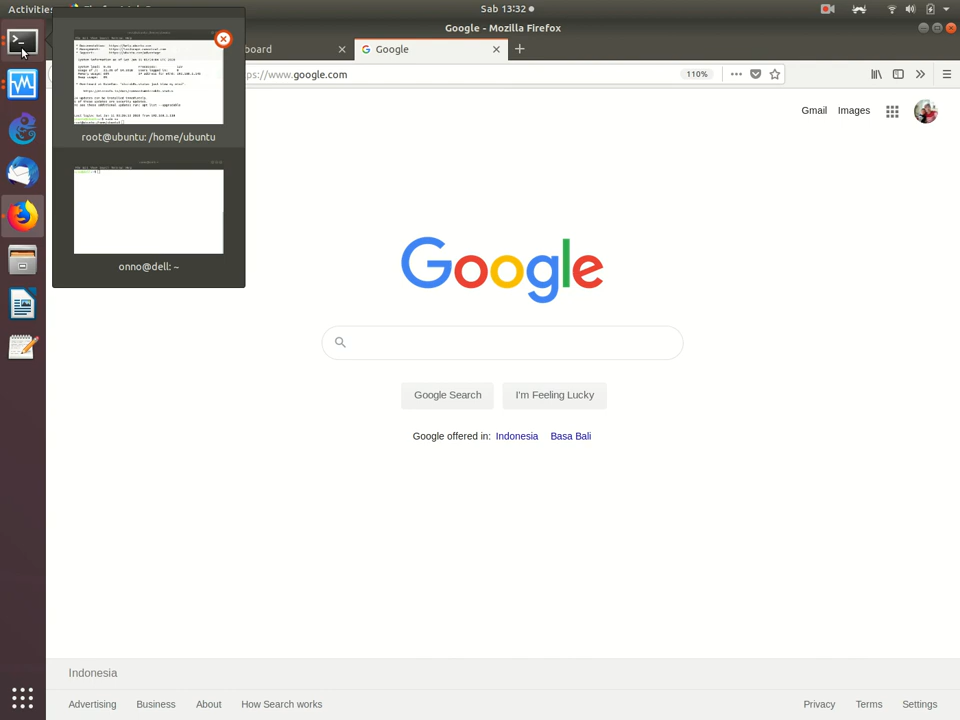 Activities
Sab 13:32
Google - Mozilla Firefox
board
Google
ps://www.google.com
110%
root@ubuntu: /home/ubuntu
onno@dell: ~
Gmail
Images
Google
Google Search
I'm Feeling Lucky
Google offered in: Indonesia Basa Bali
Indonesia
Advertising
Business
About
How Search works
Privacy
Terms
Settings